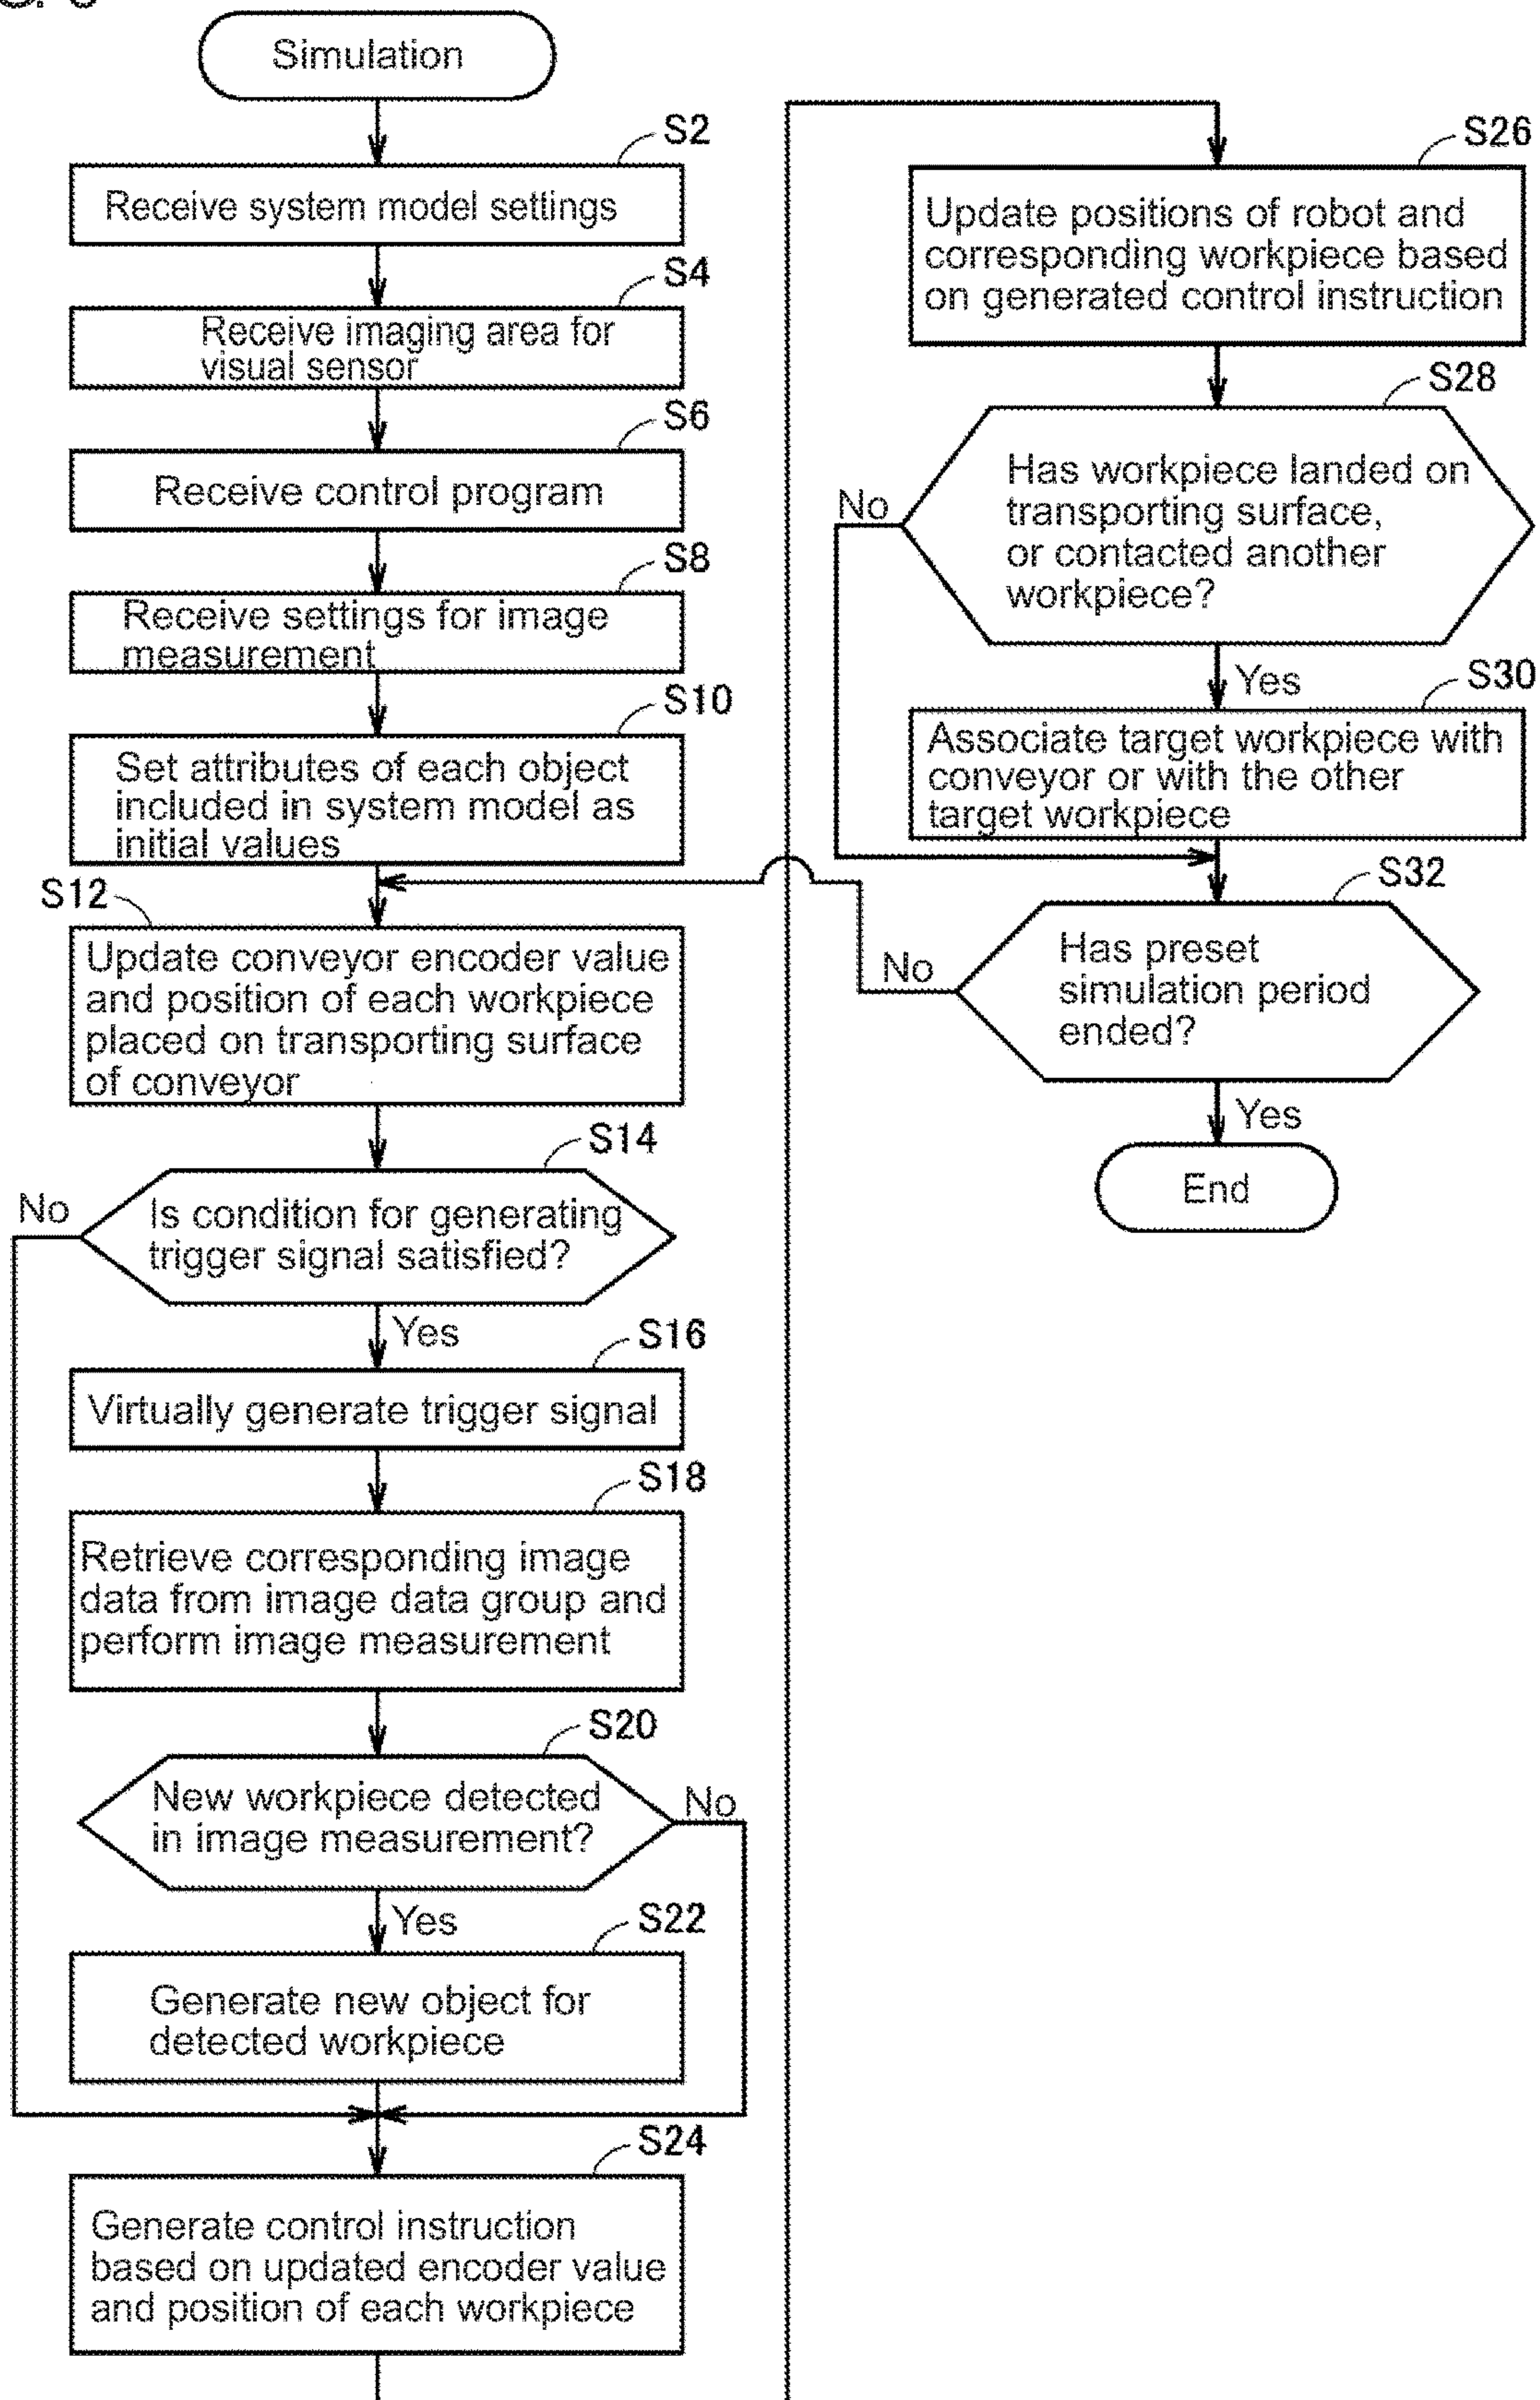 Simulation
S2
Receive system model settings
S4
Receive imaging area for
visual sensor
S6
Receive control program
S8
Receive settings for image
measurement
S10
Set attributes of each object
included in system model as
initial values
S12
Update conveyor encoder value
and position of each workpiece
placed on transporting surface
of conveyor
S14
No
Is condition for generating
trigger signal satisfied?
Yes
S16
Virtually generate trigger signal
S18
Retrieve corresponding image
data from image data group and
perform image measurement
S20
New workpiece detected
in image measurement?
No
Yes
S22
Generate new object for
detected workpiece
S24
Generate control instruction
based on updated encoder value
and position of each workpiece
S26
Update positions of robot and
corresponding workpiece based
on generated control instruction
S28
No
Has workpiece landed on
transporting surface,
or contacted another
workpiece?
Yes
S30
Associate target workpiece with
conveyor or with the other
target workpiece
S32
No
Has preset
simulation period
ended?
Yes
End